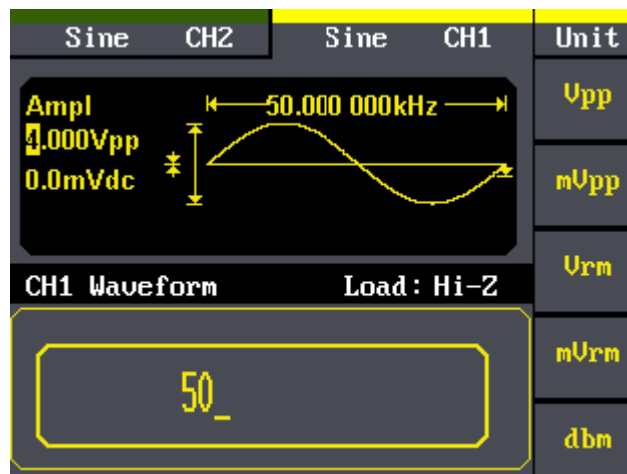 Sine CH2 Sine CH1 Unit
Ampl 50.000 000kHz
4.000Vpp
0.0mVdc
CH1 Waveform Load: Hi-Z
50_
Vpp
mVpp
Vrm
mVrm
dbm